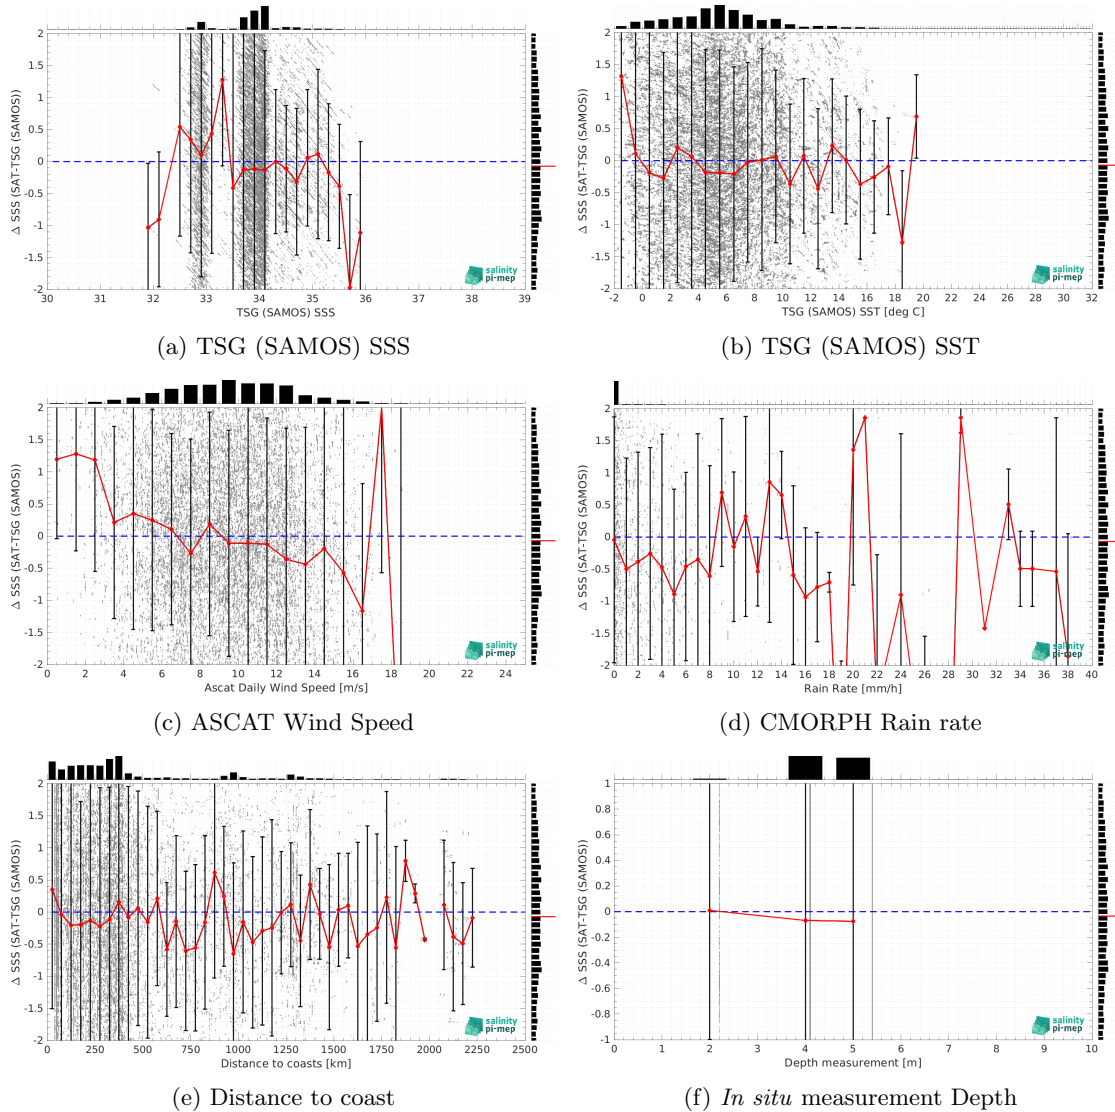 2
1.5
1
0.5
0
-0.5
-1
-1.5
-2
Δ SSS (SAT-TSG (SAMOS))
30 31 32 33 34 35 36 37 38 39
TSG (SAMOS) SSS
salinity
pi-mep
(a) TSG (SAMOS) SSS
2
1.5
1
0.5
0
-0.5
-1
-1.5
-2
Δ SSS (SAT-TSG (SAMOS))
-2 0 2 4 6 8 10 12 14 16 18 20 22 24 26 28 30 32
TSG (SAMOS) SST [deg C]
salinity
pi-mep
(b) TSG (SAMOS) SST
2
1.5
1
0.5
0
-0.5
-1
-1.5
-2
Δ SSS (SAT-TSG (SAMOS))
0 2 4 6 8 10 12 14 16 18 20 22 24
Ascat Daily Wind Speed [m/s]
salinity
pi-mep
(c) ASCAT Wind Speed
2
1.5
1
0.5
0
-0.5
-1
-1.5
-2
Δ SSS (SAT-TSG (SAMOS))
0 2 4 6 8 10 12 14 16 18 20 22 24 26 28 30 32 34 36 38 40
Rain Rate [mm/h]
salinity
pi-mep
(d) CMORPH Rain rate
2
1.5
1
0.5
0
-0.5
-1
-1.5
-2
Δ SSS (SAT-TSG (SAMOS))
0 250 500 750 1000 1250 1500 1750 2000 2250 2500
Distance to coasts [km]
salinity
pi-mep
(e) Distance to coast
1
0.8
0.6
0.4
0.2
0
-0.2
-0.4
-0.6
-0.8
-1
Δ SSS (SAT-TSG (SAMOS))
0 1 2 3 4 5 6 7 8 9 10
Depth measurement [m]
salinity
pi-mep
(f) In situ measurement Depth